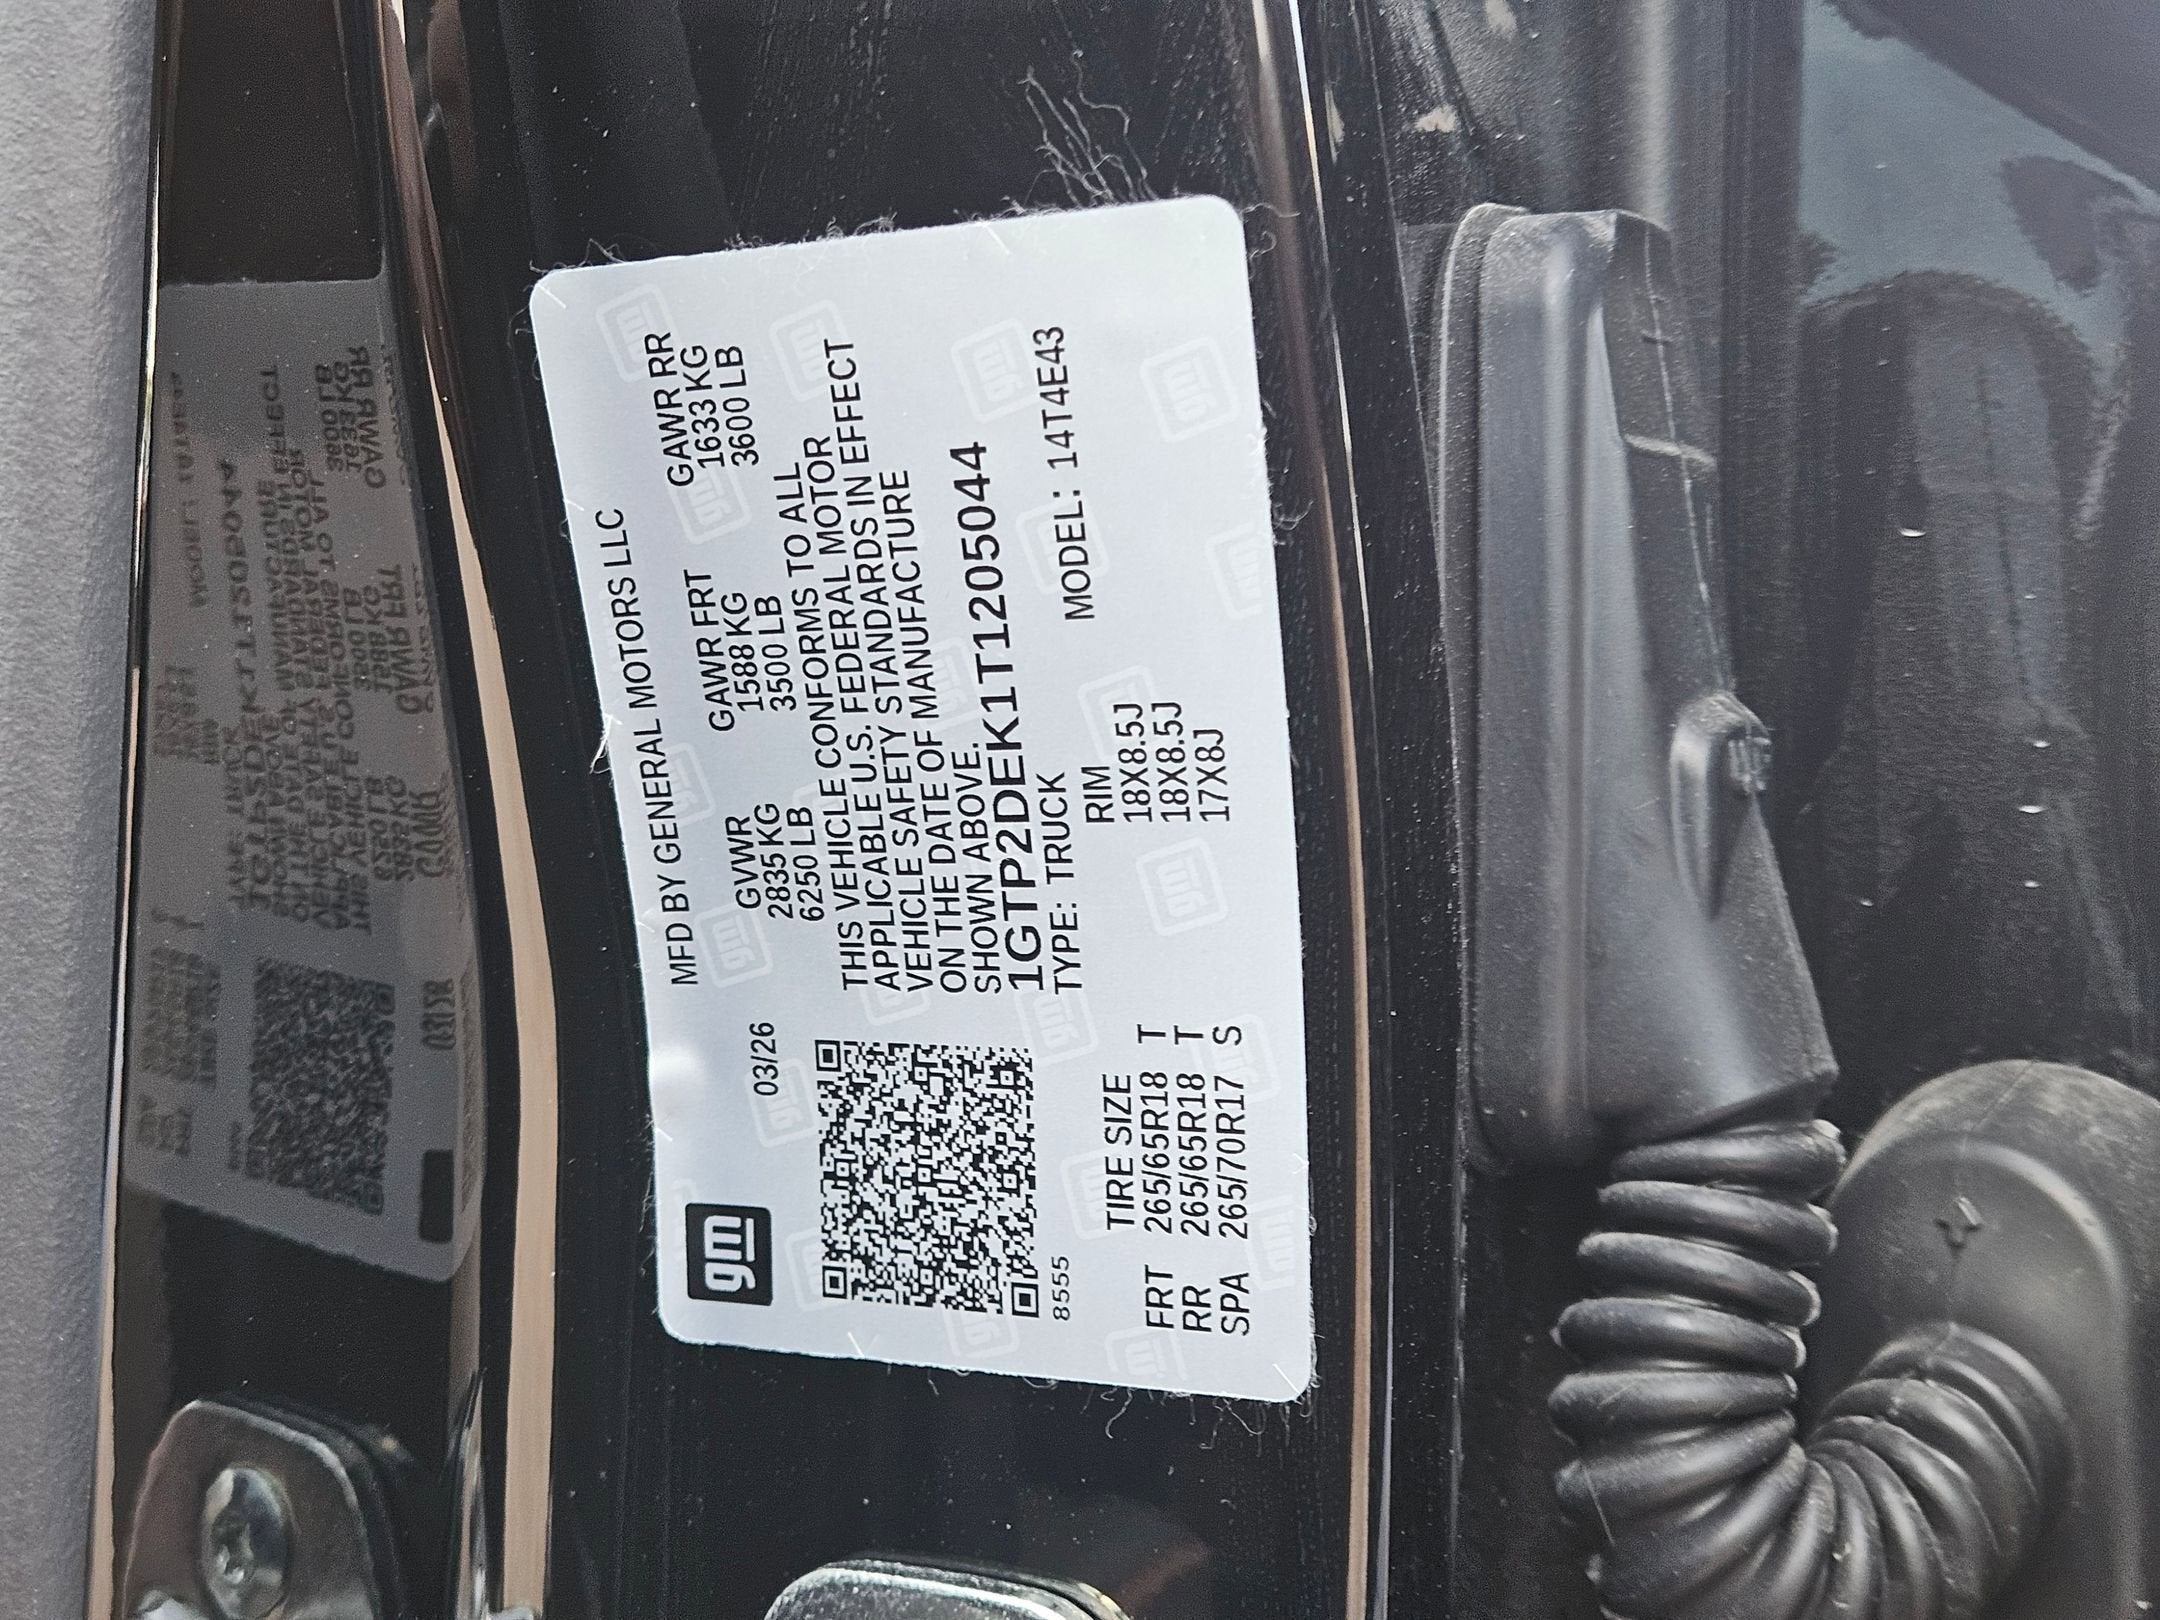 gm
MFD BY GENERAL MOTORS LLC
03/26
GVWR GAWR FRT GAWR RR
2835 KG 1588 KG 1633 KG
6250 LB 3500 LB 3600 LB
THIS VEHICLE CONFORMS TO ALL
APPLICABLE U.S. FEDERAL MOTOR
VEHICLE SAFETY STANDARDS IN EFFECT
ON THE DATE OF MANUFACTURE
SHOWN ABOVE.
1GTP2DEK1T1205044
8555
TYPE: TRUCK MODEL: 14T4E43
TIRE SIZE RIM
FRT 265/65R18 T 18X8.5J
RR 265/65R18 T 18X8.5J
SPA 265/70R17 S 17X8J